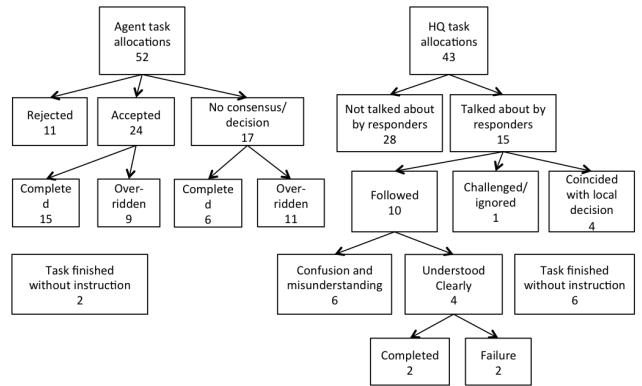 Agent task
allocations
52
Rejected
11
Accepted
24
No consensus/
decision
17
Complete
d
15
Over-
ridden
9
Complete
d
6
Over-
ridden
11
Task finished
without instruction
2
HQ task
allocations
43
Not talked about
by responders
28
Talked about by
responders
15
Followed
10
Challenged/
ignored
1
Coincided
with local
decision
4
Confusion and
misunderstanding
6
Understood
Clearly
4
Task finished
without instruction
6
Completed
2
Failure
2